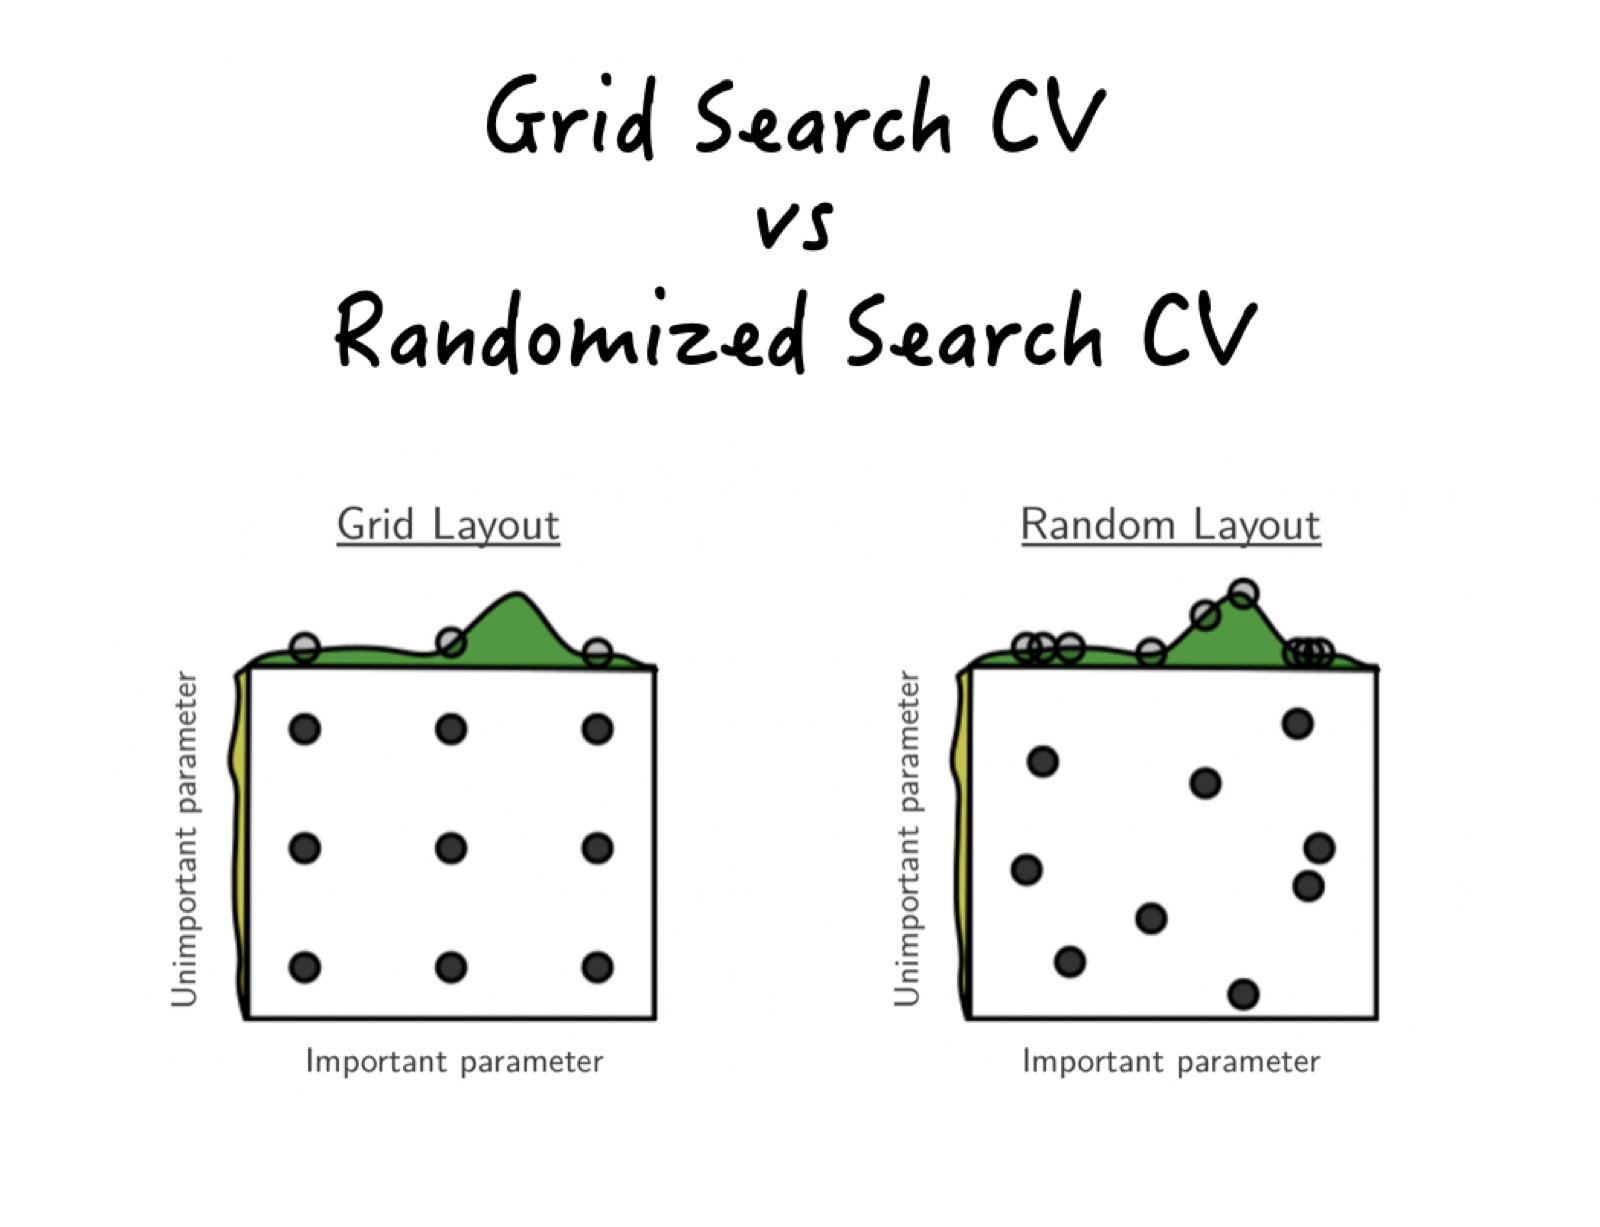 Grid Search CV
vs
Randomized Search CV
Grid Layout
Unimportant parameter
Important parameter
Random Layout
Unimportant parameter
Important parameter